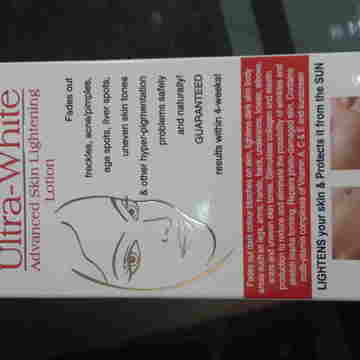 Ultra-White
Advanced Skin Lightening
Lotion
Fades out
freckles, acne/pimples,
age spots, liver spots,
uneven skin tones
& other hyper-pigmentation
problems safely
and naturally!
GUARANTEED
results within 4-weeks!
Fades out dark colour blotches on skin, lightens dark skin body
areas such as legs, arms, hands, back, underarms, knees, elbows,
scars and uneven skin tones. Stimulates collagen and elastin
production to reduce and eliminate the possibility of wrinkles and
stretch marks forming. Repairs photo-damaged skin. Contains
multi-vitamin complexes of Vitamin A, C & E and sunscreen
LIGHTENS your skin & Protects it from the SUN